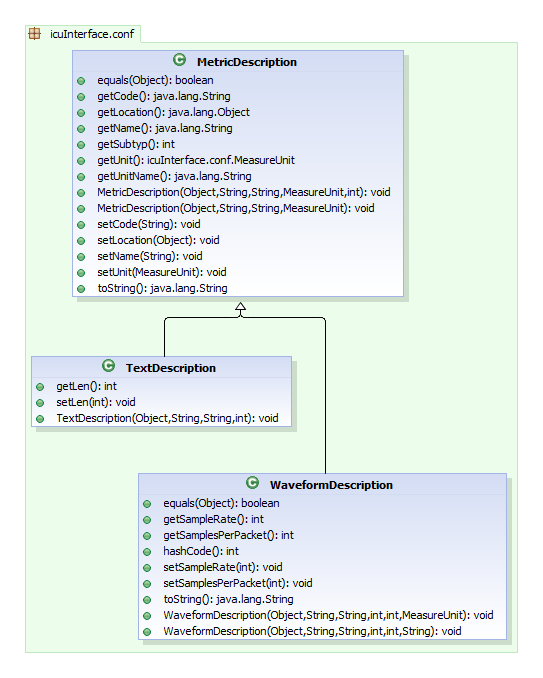 icuInterface.conf
MetricDescription
equals(Object): boolean
getCode(): java.lang.String
getLocation(): java.lang.Object
getName(): java.lang.String
getSubtyp(): int
getUnit(): icuInterface.conf.MeasureUnit
getUnitName(): java.lang.String
MetricDescription(Object,String,String,MeasureUnit,int): void
MetricDescription(Object,String,String,MeasureUnit): void
setCode(String): void
setLocation(Object): void
setName(String): void
setUnit(MeasureUnit): void
toString(): java.lang.String
TextDescription
getLen(): int
setLen(int): void
TextDescription(Object,String,String,int): void
WaveformDescription
equals(Object): boolean
getSampleRate(): int
getSamplesPerPacket(): int
hashCode(): int
setSampleRate(int): void
setSamplesPerPacket(int): void
toString(): java.lang.String
WaveformDescription(Object,String,String,int,int,MeasureUnit): void
WaveformDescription(Object,String,String,int,int,String): void